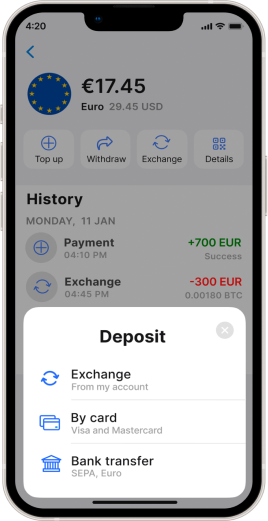 4:20
€17.45
Euro 29.45 USD
Top up Withdraw Exchange Details
History
MONDAY, 11 JAN
Payment +700 EUR
04:10 PM Success
Exchange -300 EUR
04:45 PM 0.00180 BTC
Deposit
Exchange
From my account
By card
Visa and Mastercard
Bank transfer
SEPA, Euro